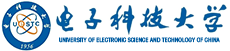 电子科技大学
UNIVERSITY OF ELECTRONIC SCIENCE AND TECHNOLOGY OF CHINA
UESTC
1956